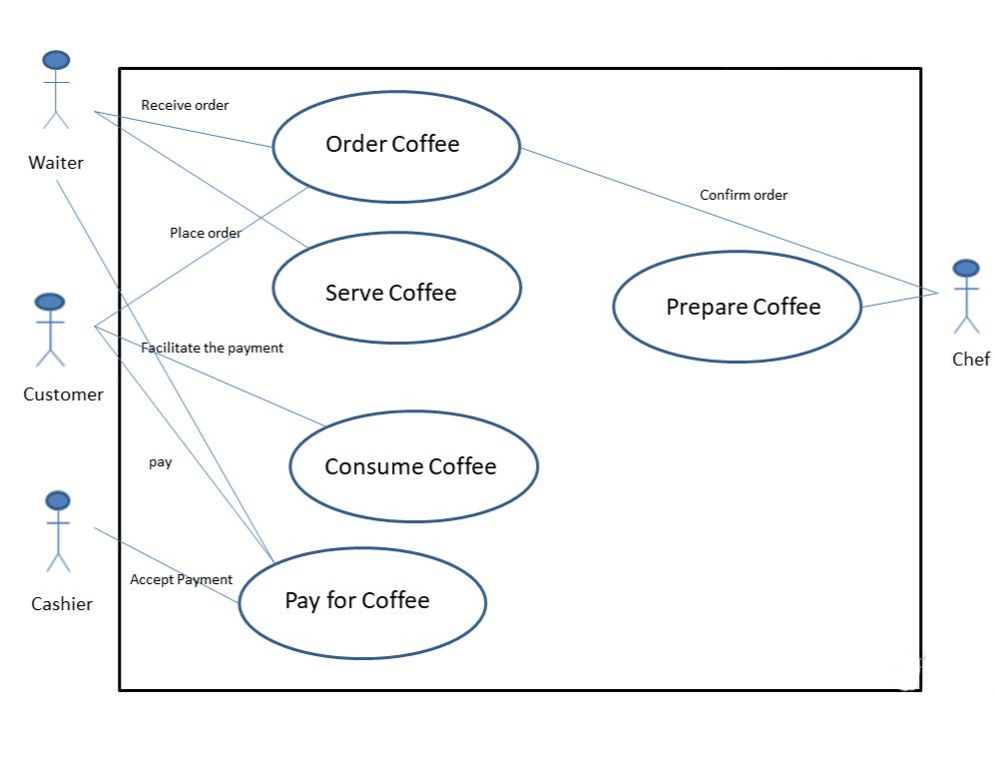 Receive order
Order Coffee
Waiter
Confirm order
Place order
Serve Coffee
Prepare Coffee
Facilitate the payment
Chef
Customer
pay
Consume Coffee
Accept Payment
Pay for Coffee
Cashier